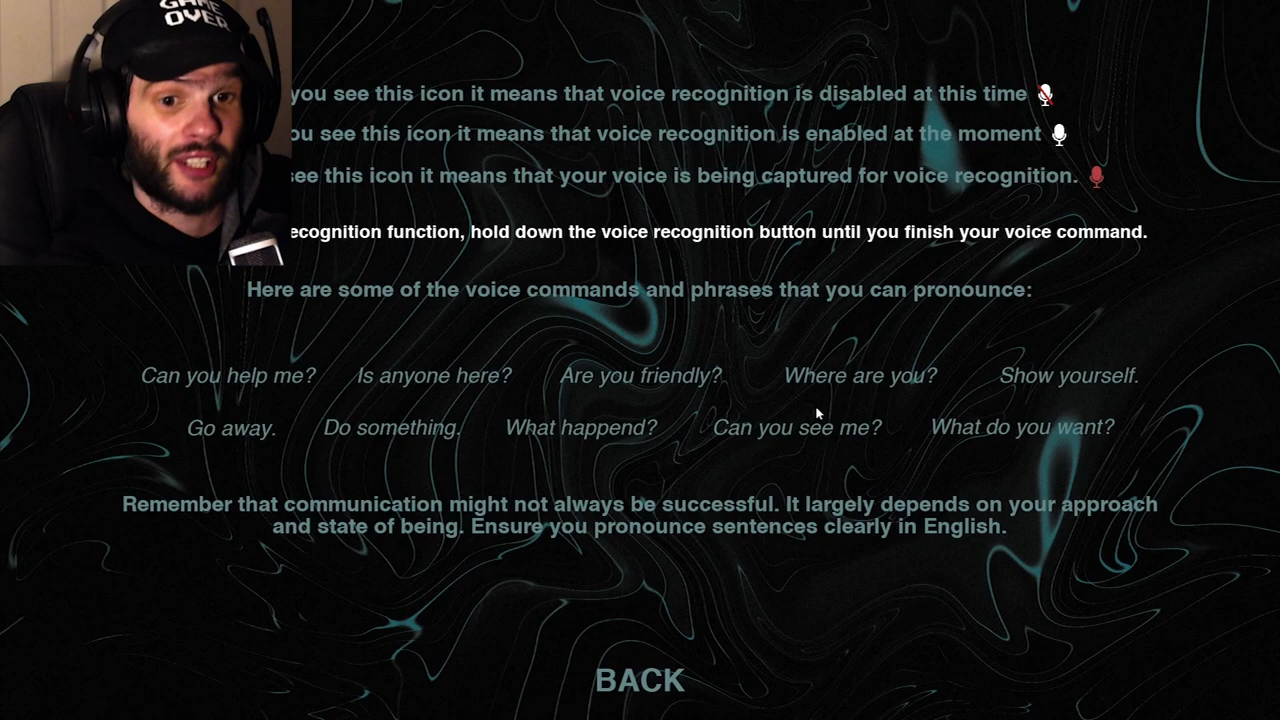 GAME
OVER
you see this icon it means that voice recognition is disabled at this time
ou see this icon it means that voice recognition is enabled at the moment
see this icon it means that your voice is being captured for voice recognition.
ecognition function, hold down the voice recognition button until you finish your voice command.
Here are some of the voice commands and phrases that you can pronounce:
Can you help me? Is anyone here? Are you friendly? Where are you? Show yourself.
Go away. Do something. What happend? Can you see me? What do you want?
Remember that communication might not always be successful. It largely depends on your approach
and state of being. Ensure you pronounce sentences clearly in English.
BACK